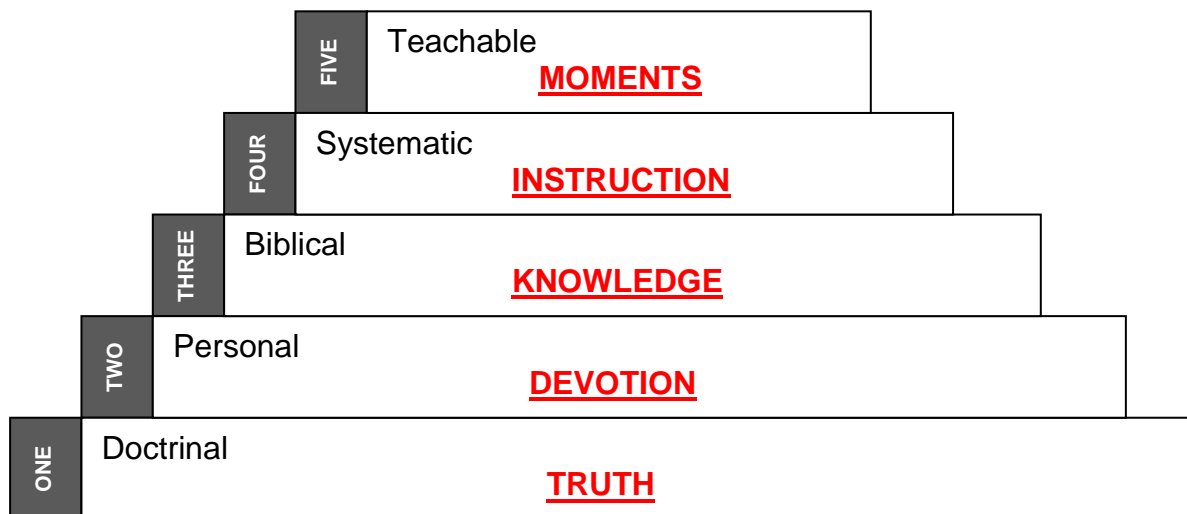 FIVE
Teachable
MOMENTS
FOUR
Systematic
INSTRUCTION
THREE
Biblical
KNOWLEDGE
TWO
Personal
DEVOTION
ONE
Doctrinal
TRUTH